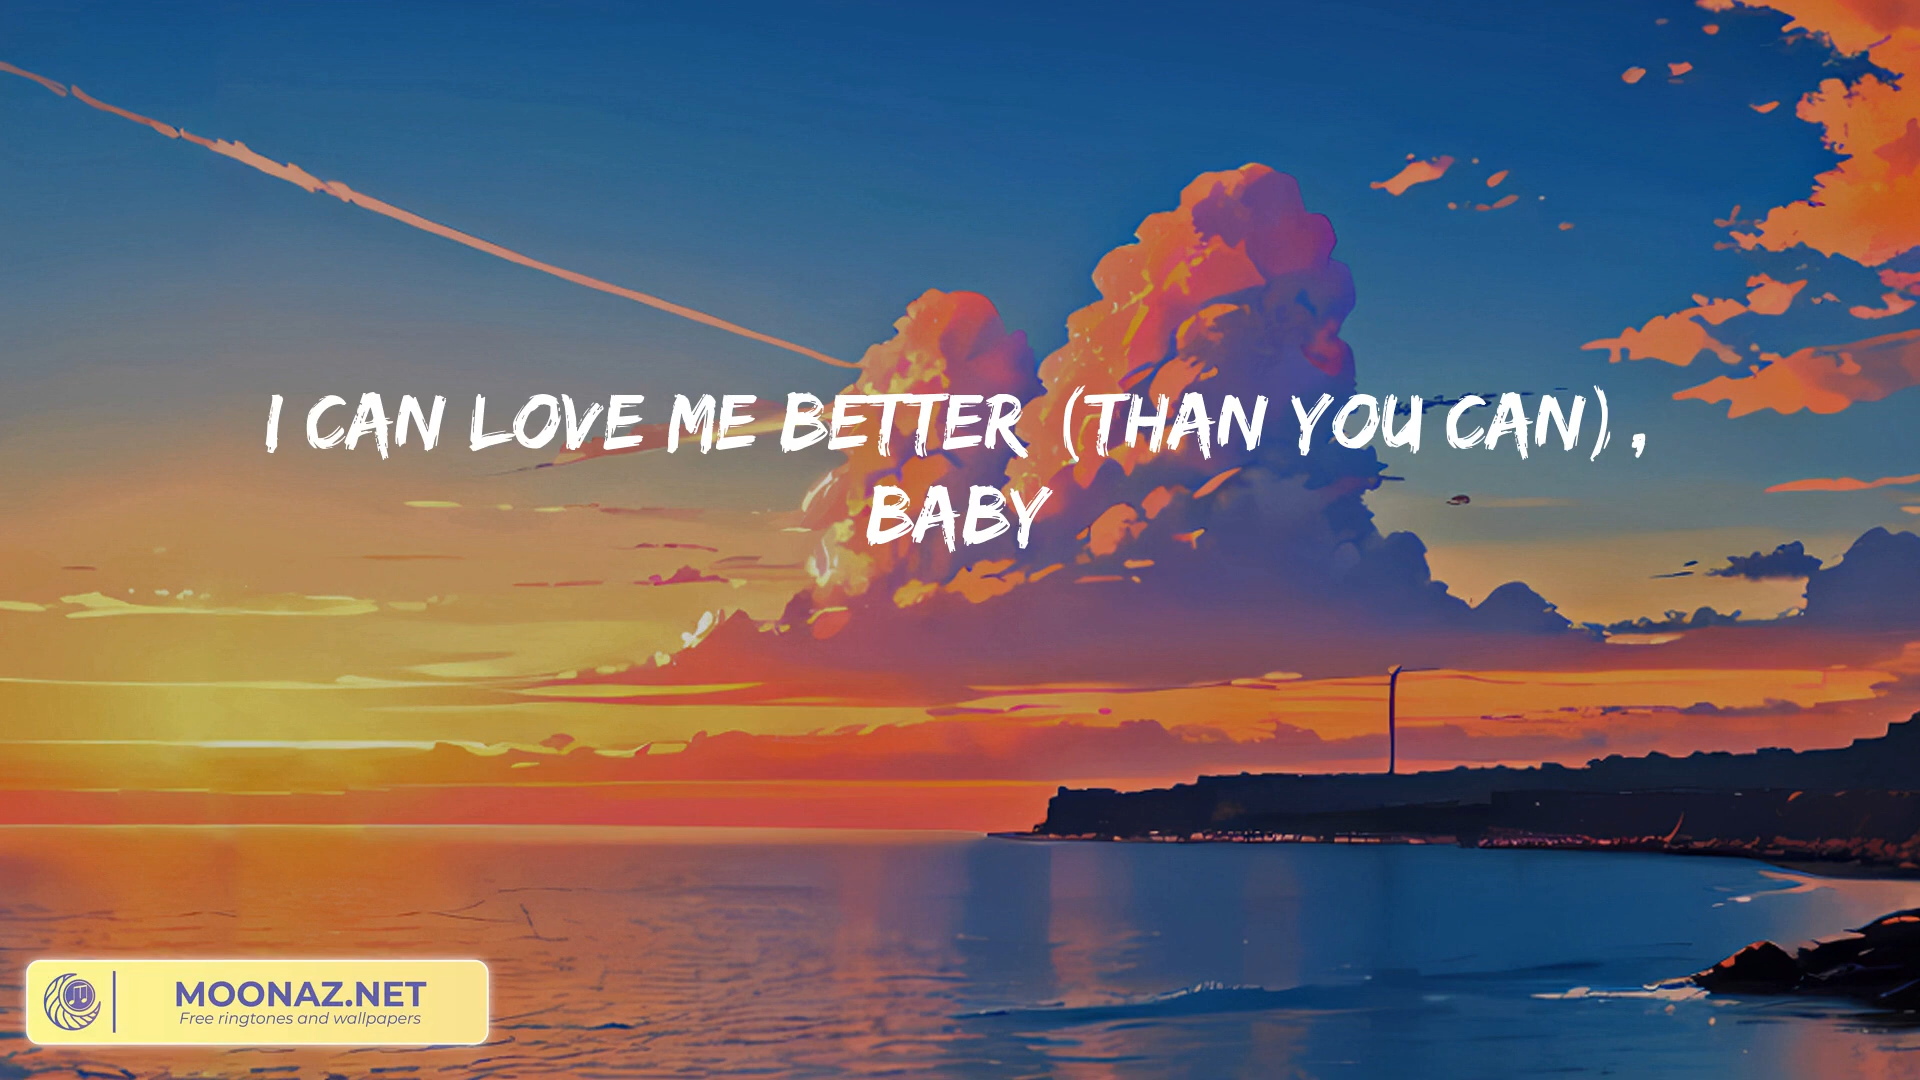 I CAN LOVE ME BETTER (THAN YOU CAN),
BABY
MOONAZ.NET
Free ringtones and wallpapers